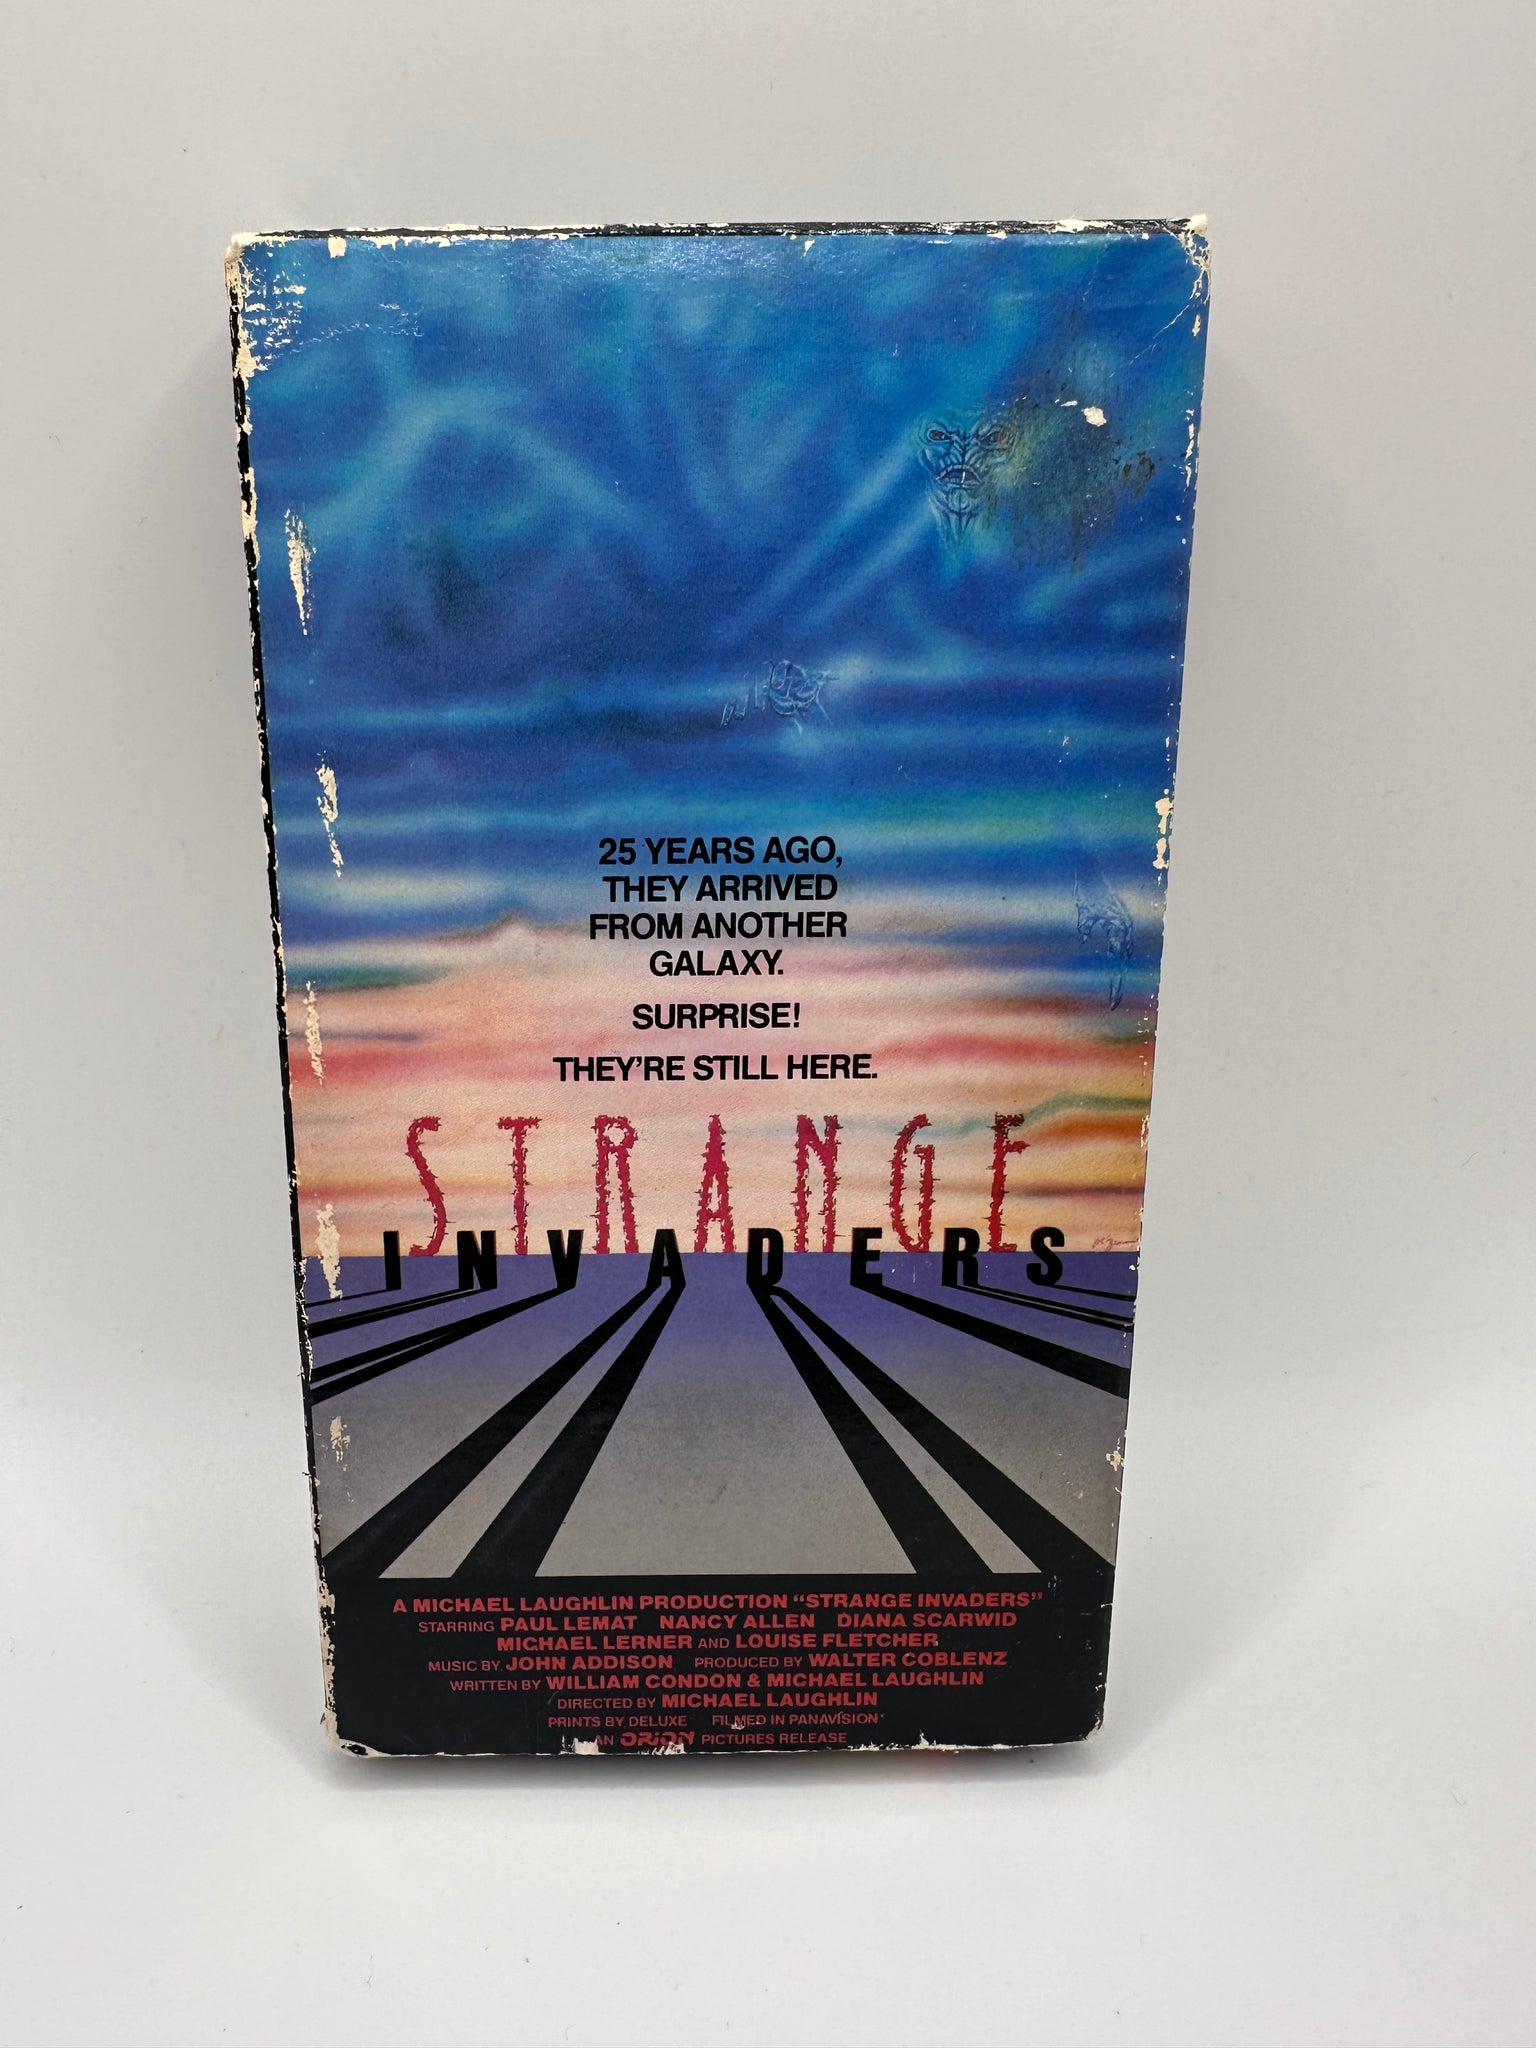 25 YEARS AGO,
THEY ARRIVED
FROM ANOTHER
GALAXY.
SURPRISE!
THEY'RE STILL HERE.
STRANGE
INVADERS
A MICHAEL LAUGHLIN PRODUCTION "STRANGE INVADERS"
STARRING PAUL LEMAT NANCY ALLEN DIANA SCARWID
MICHAEL LERNER AND LOUISE FLETCHER
MUSIC BY JOHN ADDISON PRODUCED BY WALTER COBLENZ
WRITTEN BY WILLIAM CONDON & MICHAEL LAUGHLIN
DIRECTED BY MICHAEL LAUGHLIN
PRINTS BY DELUXE FILMED IN PANAVISION
AN ORION PICTURES RELEASE